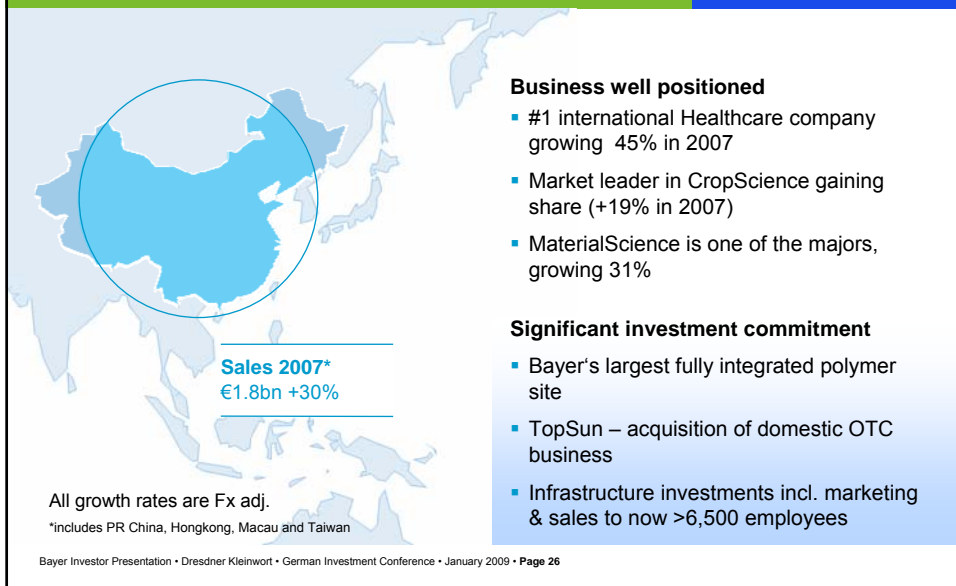 Business well positioned
▪ #1 international Healthcare company
growing 45% in 2007
▪ Market leader in CropScience gaining
share (+19% in 2007)
▪ MaterialScience is one of the majors,
growing 31%
Significant investment commitment
▪ Bayer‘s largest fully integrated polymer
site
▪ TopSun – acquisition of domestic OTC
business
▪ Infrastructure investments incl. marketing
& sales to now >6,500 employees
Sales 2007*
€1.8bn +30%
All growth rates are Fx adj.
*includes PR China, Hongkong, Macau and Taiwan
Bayer Investor Presentation • Dresdner Kleinwort • German Investment Conference • January 2009 • Page 26